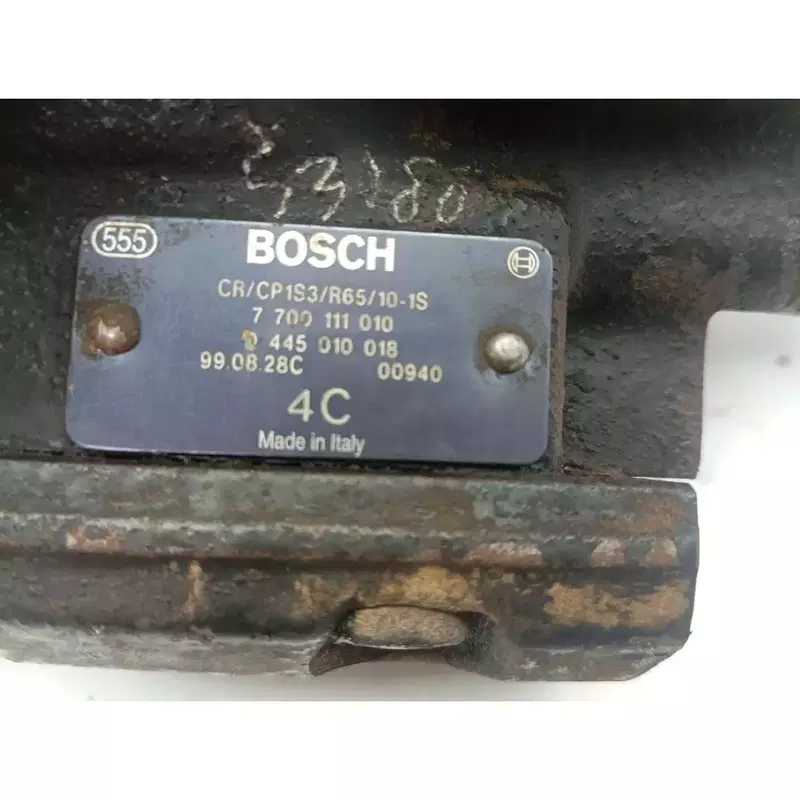 53180
555 BOSCH
CR/CP1S3/R65/10-1S
7 700 111 010
0 445 010 018
99.08.28C 00940
4C
Made in Italy